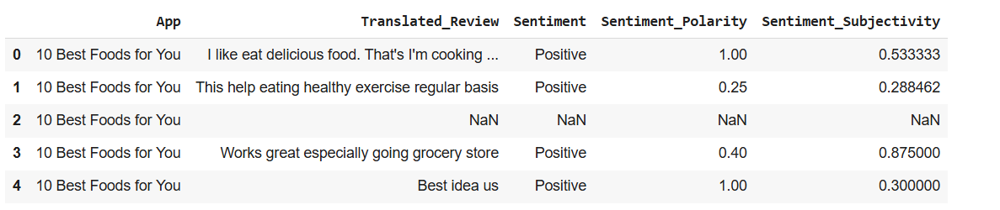 App Translated_Review Sentiment Sentiment_Polarity Sentiment_Subjectivity
0 10 Best Foods for You I like eat delicious food. That's I'm cooking ... Positive 1.00 0.533333
1 10 Best Foods for You This help eating healthy exercise regular basis Positive 0.25 0.288462
2 10 Best Foods for You NaN NaN NaN NaN
3 10 Best Foods for You Works great especially going grocery store Positive 0.40 0.875000
4 10 Best Foods for You Best idea us Positive 1.00 0.300000